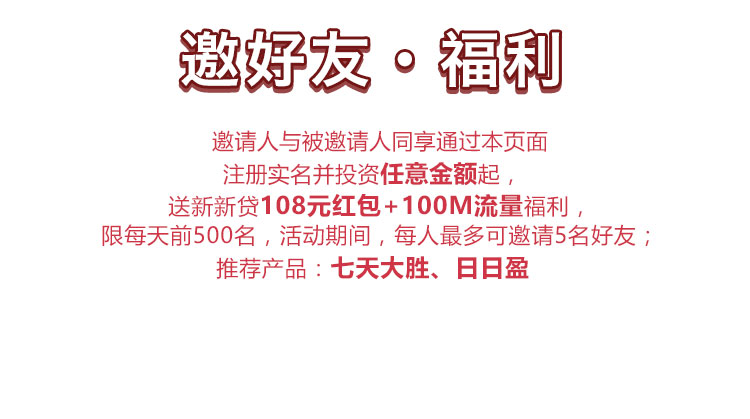 邀好友·福利
邀请人与被邀请人同享通过本页面
注册实名并投资任意金额起，
送新新贷108元红包+100M流量福利，
限每天前500名，活动期间，每人最多可邀请5名好友；
推荐产品：七天大胜、日日盈